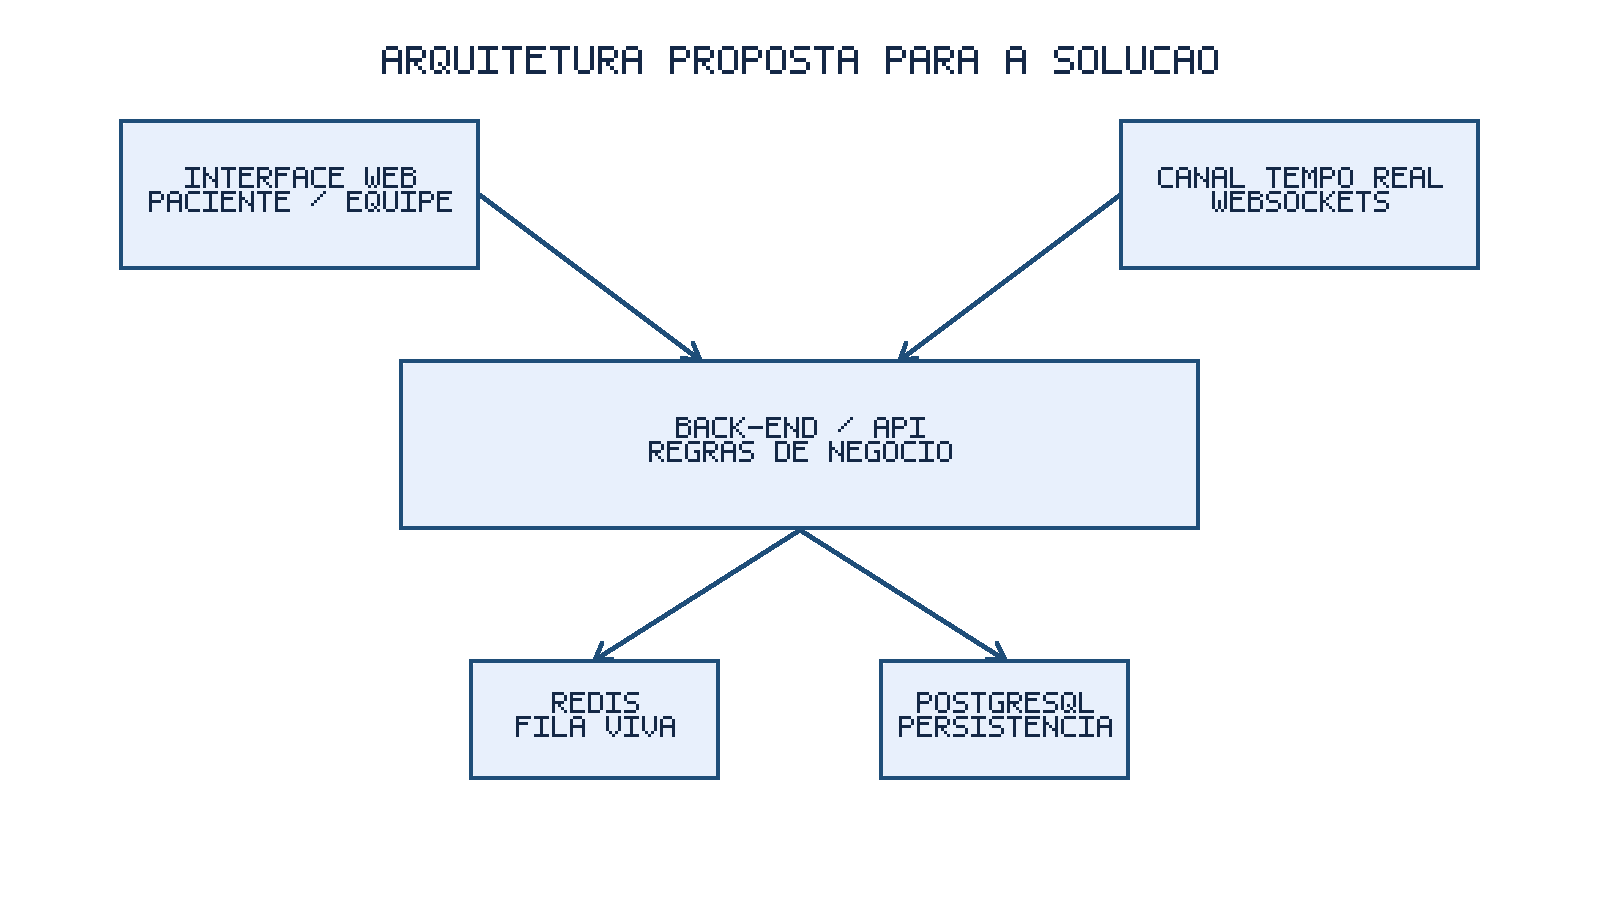 ARQUITETURA PROPOSTA PARA A SOLUCAO
INTERFACE WEB
PACIENTE / EQUIPE
CANAL TEMPO REAL
WEBSOCKETS
BACK-END / API
REGRAS DE NEGOCIO
REDIS
FILA VIVA
POSTGRESQL
PERSISTENCIA